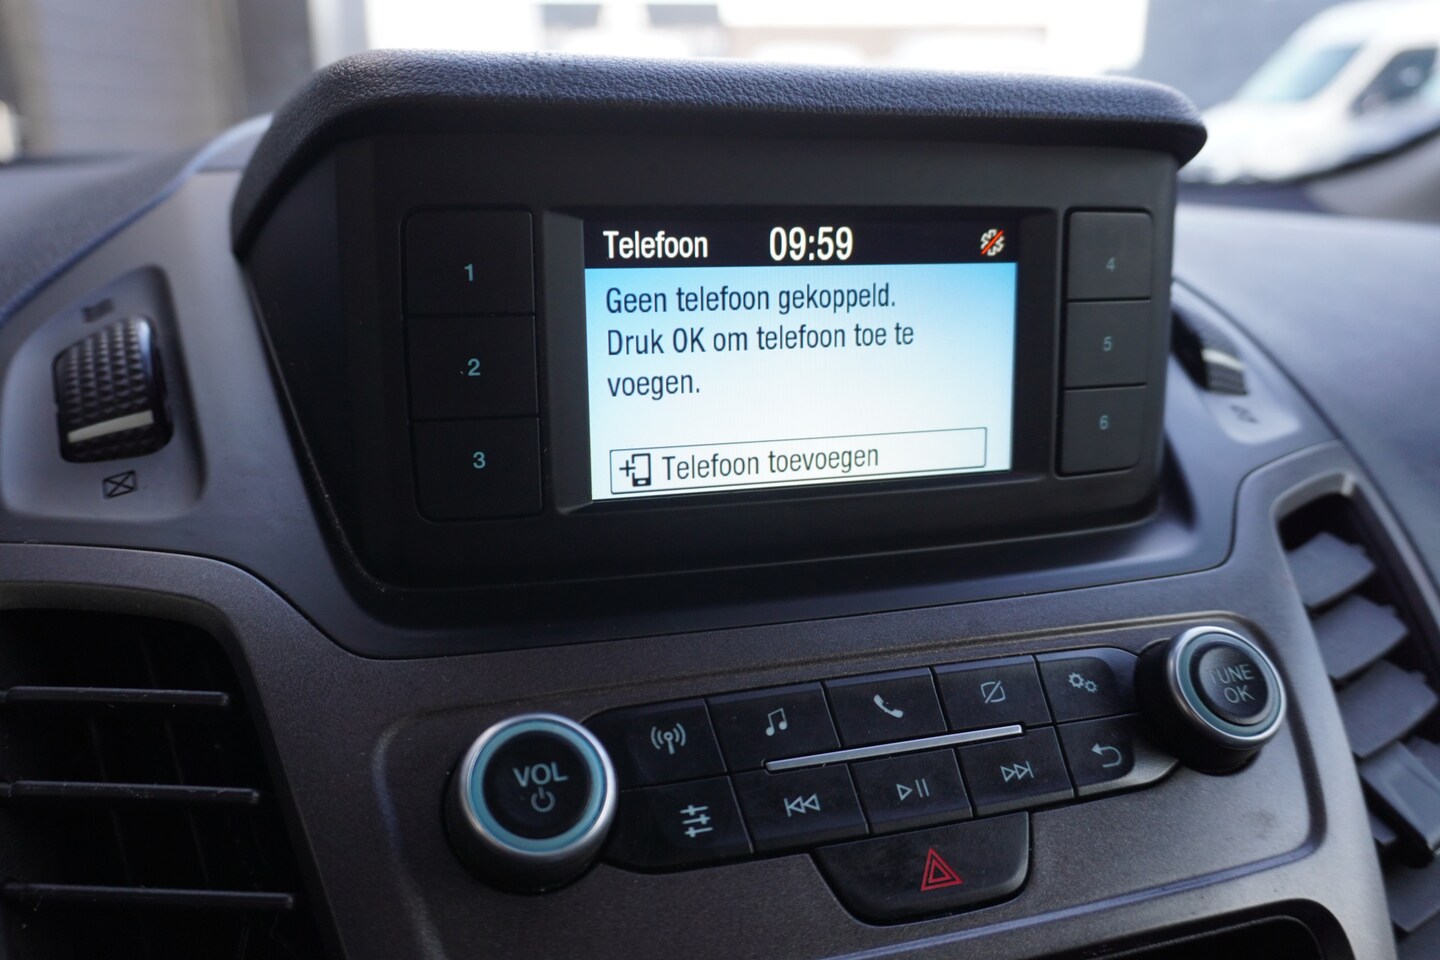 Telefoon 09:59
Geen telefoon gekoppeld.
Druk OK om telefoon toe te
voegen.
Telefoon toevoegen
1
2
3
4
5
6
VOL
TUNE
OK